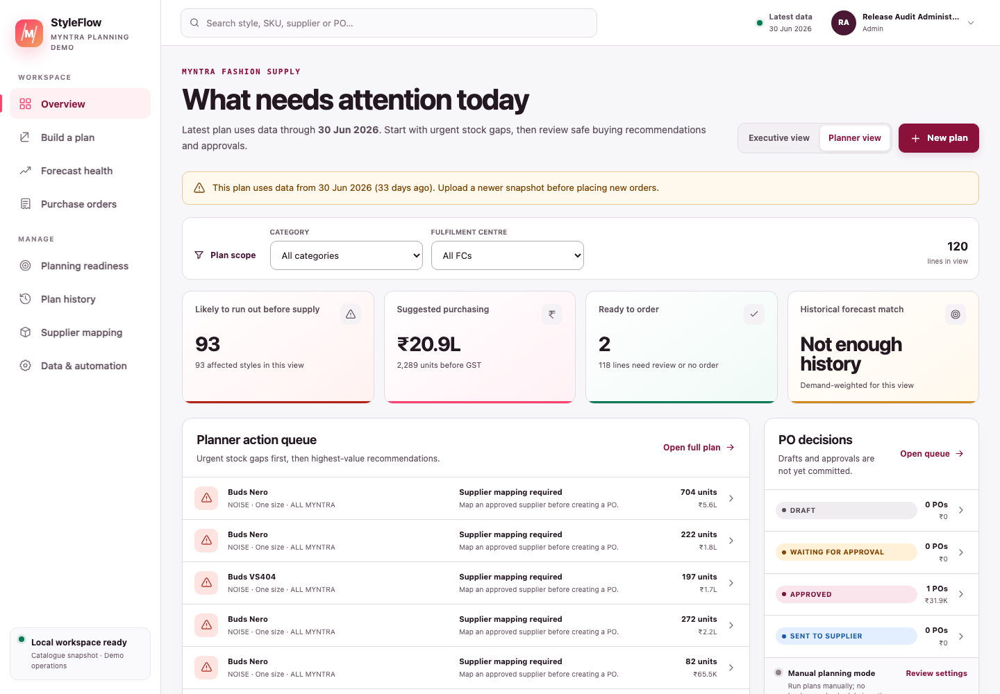 StyleFlow
MYNTRA PLANNING
DEMO
WORKSPACE
Overview
Build a plan
Forecast health
Purchase orders
MANAGE
Planning readiness
Plan history
Supplier mapping
Data & automation
Local workspace ready
Catalogue snapshot · Demo
operations
Search style, SKU, supplier or PO...
Latest data
30 Jun 2026
RA
Release Audit Administ...
Admin
MYNTRA FASHION SUPPLY
What needs attention today
Latest plan uses data through 30 Jun 2026. Start with urgent stock gaps, then review safe buying recommendations
and approvals.
Executive view
Planner view
New plan
This plan uses data from 30 Jun 2026 (33 days ago). Upload a newer snapshot before placing new orders.
Plan scope
CATEGORY
All categories
FULFILMENT CENTRE
All FCs
120
lines in view
Likely to run out before supply
93
93 affected styles in this view
Suggested purchasing
₹
₹20.9L
2,289 units before GST
Ready to order
2
118 lines need review or no order
Historical forecast match
Not enough
history
Demand-weighted for this view
Planner action queue
Urgent stock gaps first, then highest-value recommendations.
Open full plan
Buds Nero
NOISE · One size · ALL MYNTRA
Supplier mapping required
Map an approved supplier before creating a PO.
704 units
₹5.6L
Buds Nero
NOISE · One size · ALL MYNTRA
Supplier mapping required
Map an approved supplier before creating a PO.
222 units
₹1.8L
Buds VS404
NOISE · One size · ALL MYNTRA
Supplier mapping required
Map an approved supplier before creating a PO.
197 units
₹1.7L
Buds Nero
NOISE · One size · ALL MYNTRA
Supplier mapping required
Map an approved supplier before creating a PO.
272 units
₹2.2L
Buds Nero
NOISE · One size · ALL MYNTRA
Supplier mapping required
Map an approved supplier before creating a PO.
82 units
₹65.5K
PO decisions
Drafts and approvals are
not yet committed.
Open queue
DRAFT
0 POs
₹0
WAITING FOR APPROVAL
0 POs
₹0
APPROVED
1 POs
₹31.9K
SENT TO SUPPLIER
0 POs
₹0
Manual planning mode
Review settings
Run plans manually; no